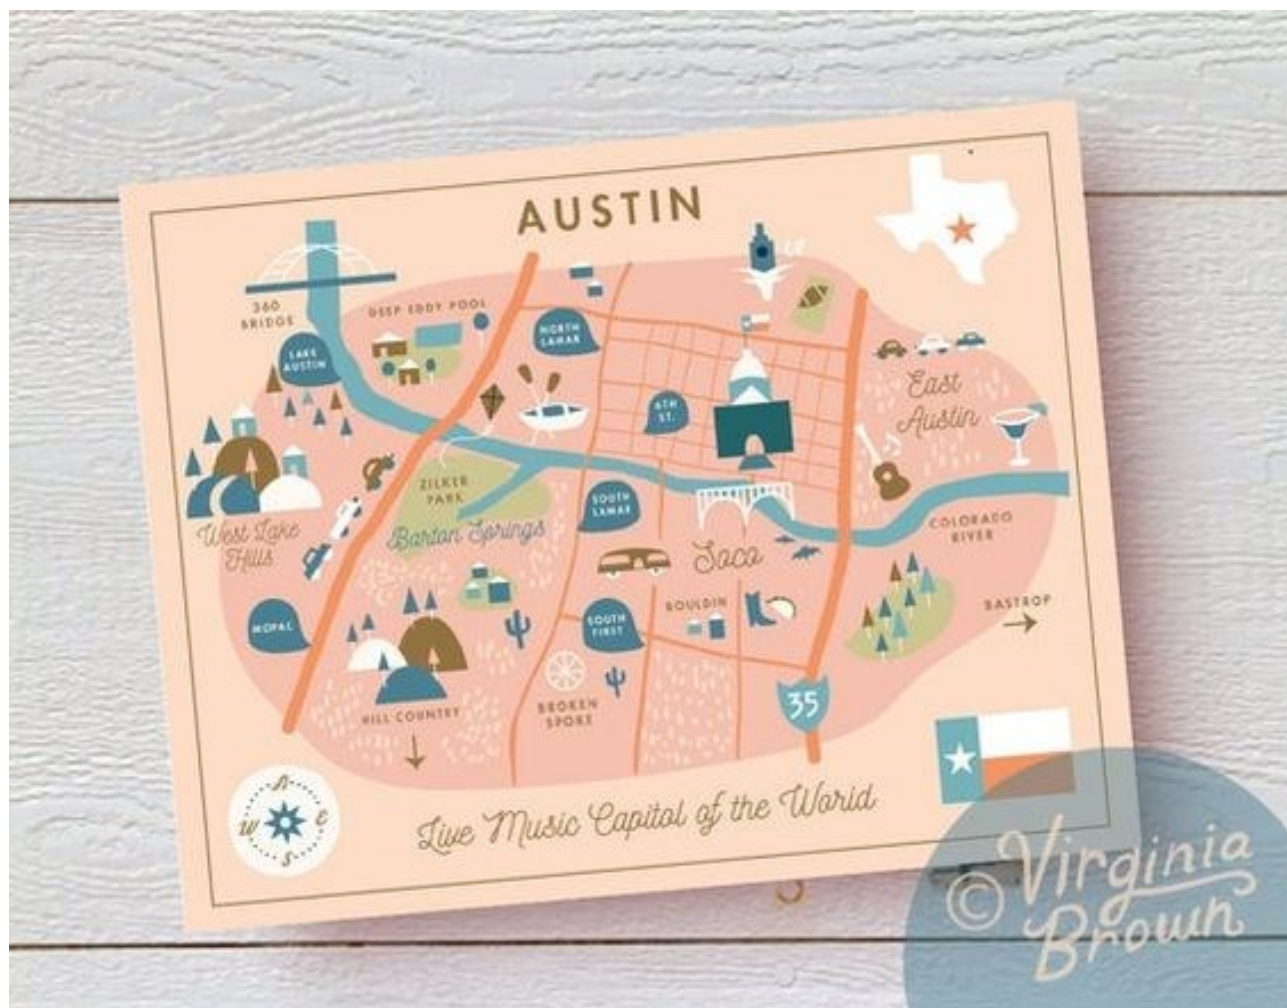 AUSTIN
360
BRIDGE
DEEP EDDY POOL
UT
LAKE
AUSTIN
NORTH
LAMAR
6TH
ST.
East
Austin
ZILKER
PARK
Barton Springs
West Lake
Hills
SOUTH
LAMAR
Soco
COLORADO
RIVER
MOPAC
SOUTH
FIRST
BOULDIN
BASTROP
HILL COUNTRY
BROKEN
SPOKE
35
N
W
E
S
Live Music Capitol of the World
© Virginia
Brown